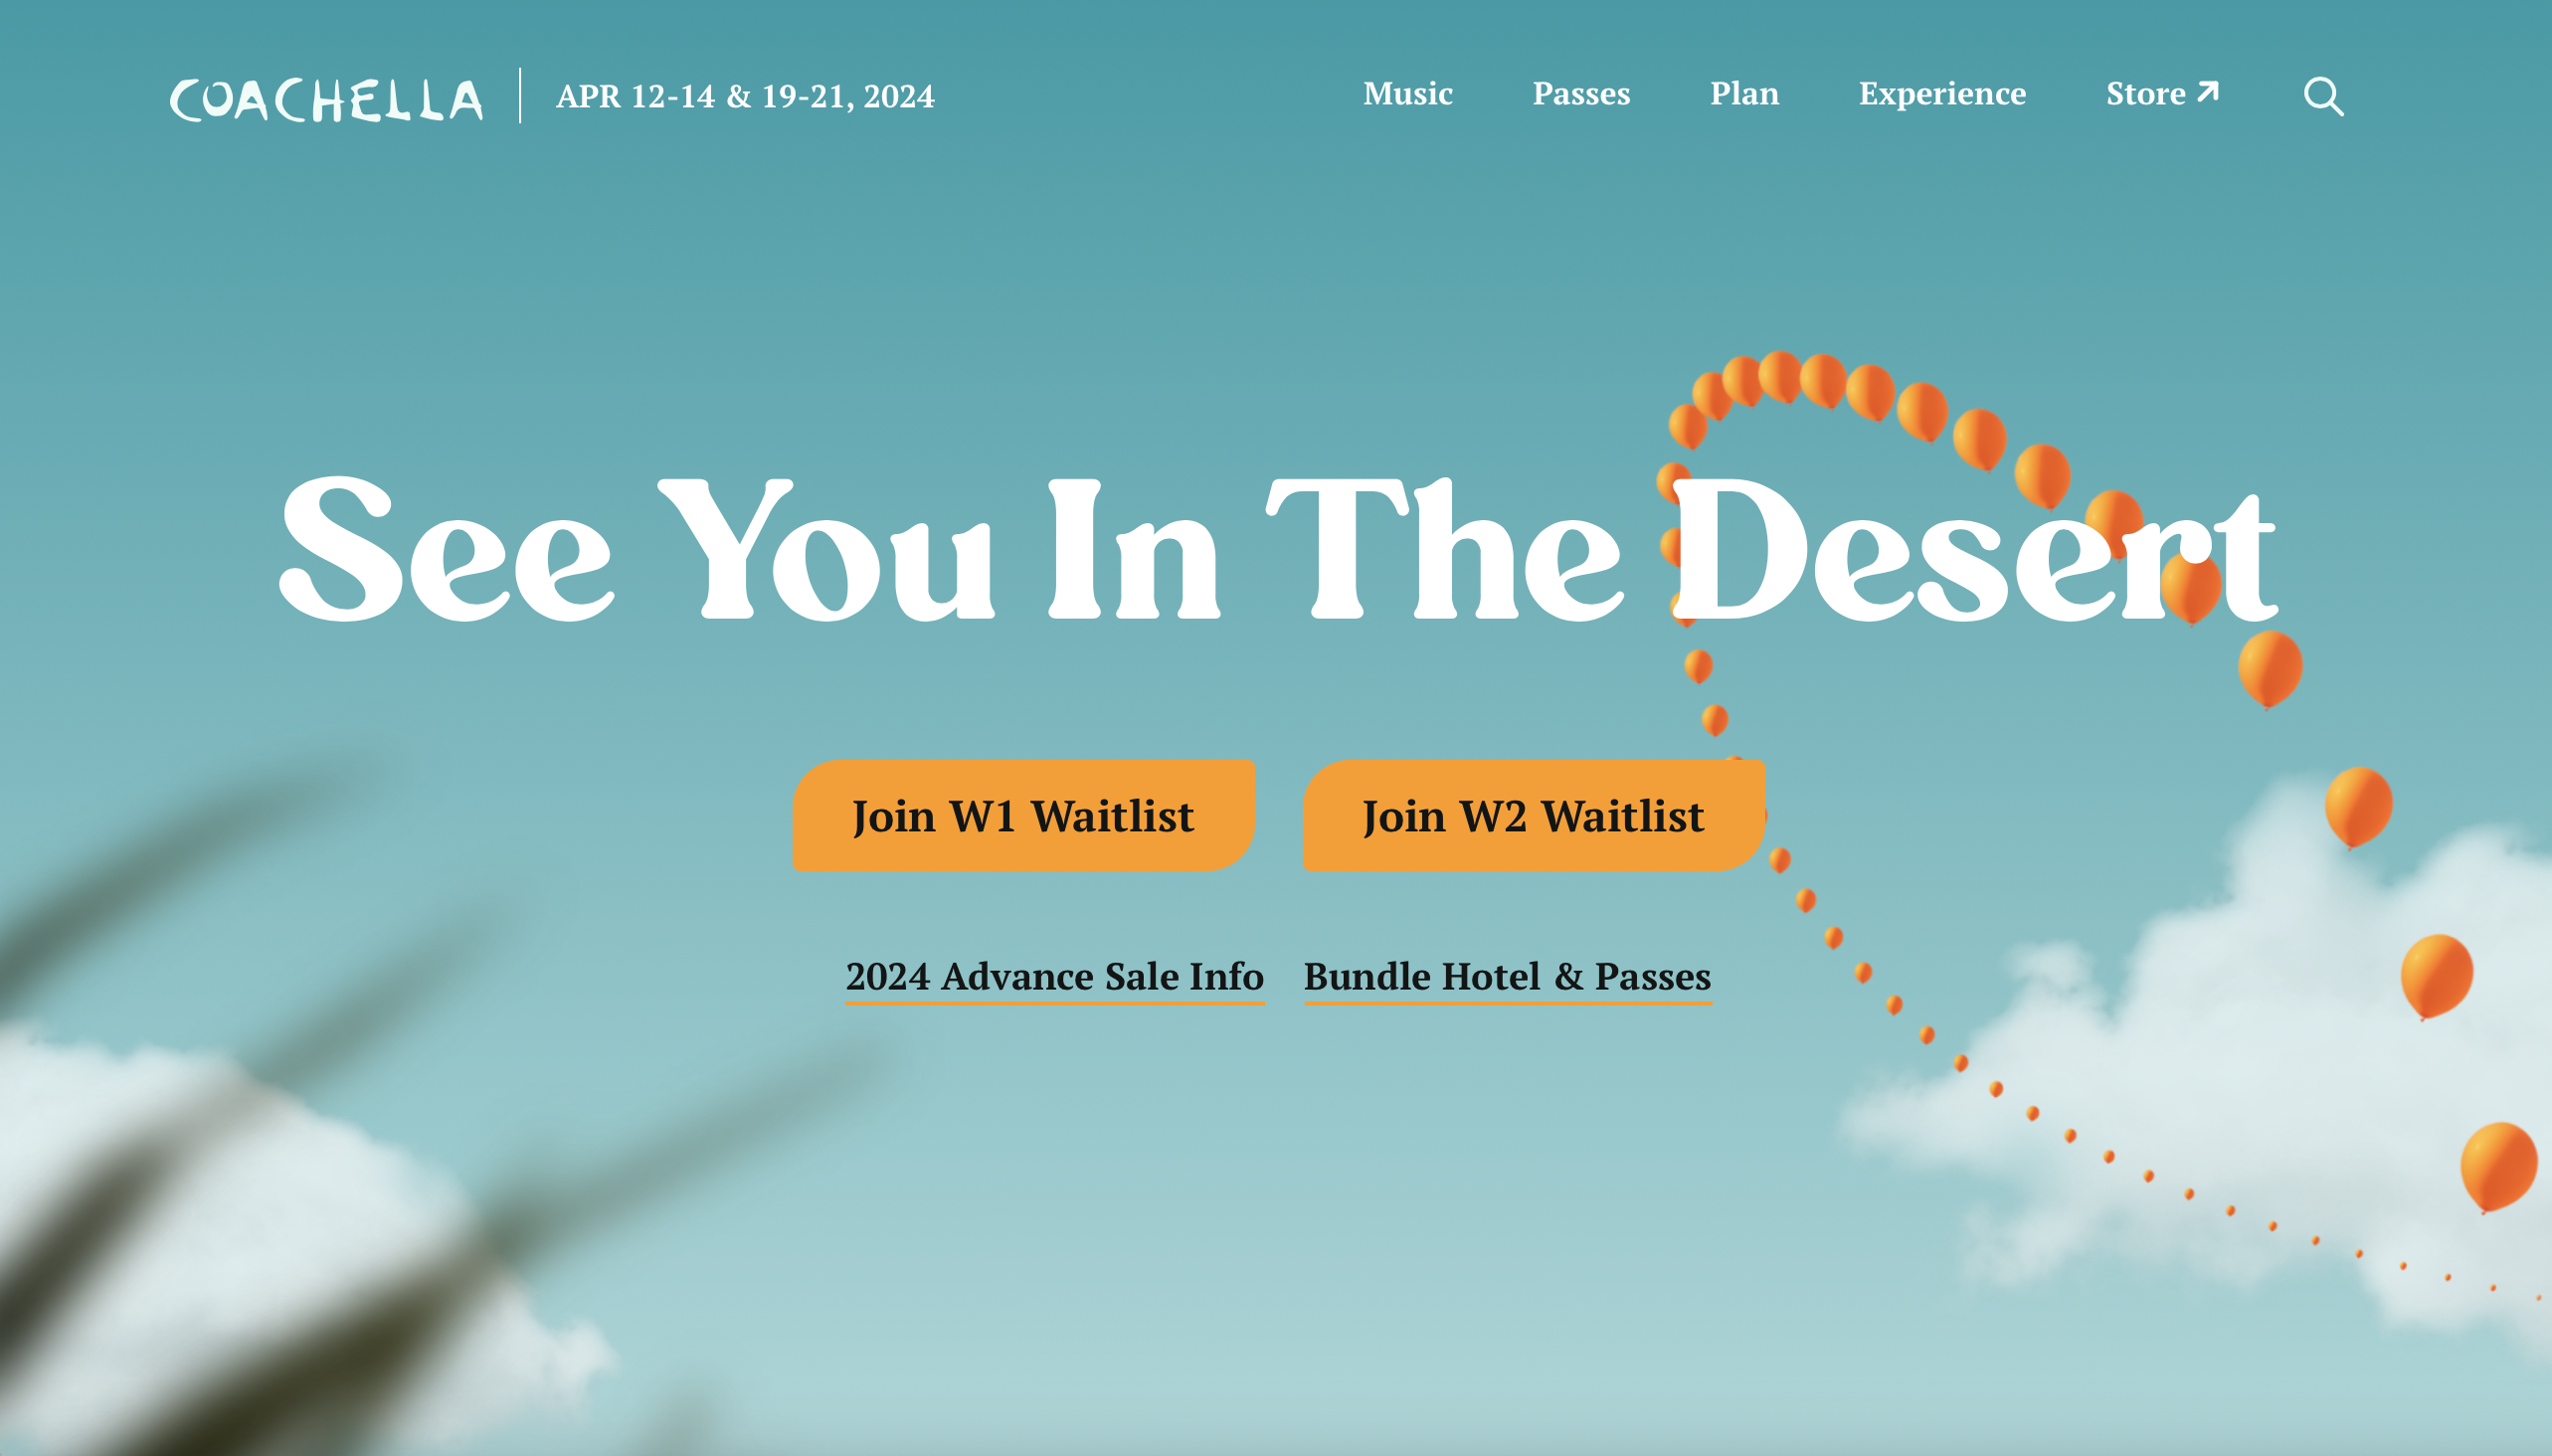 COACHELLA
APR 12-14 & 19-21, 2024
Music Passes Plan Experience Store
See You In The Desert
Join W1 Waitlist
Join W2 Waitlist
2024 Advance Sale Info
Bundle Hotel & Passes